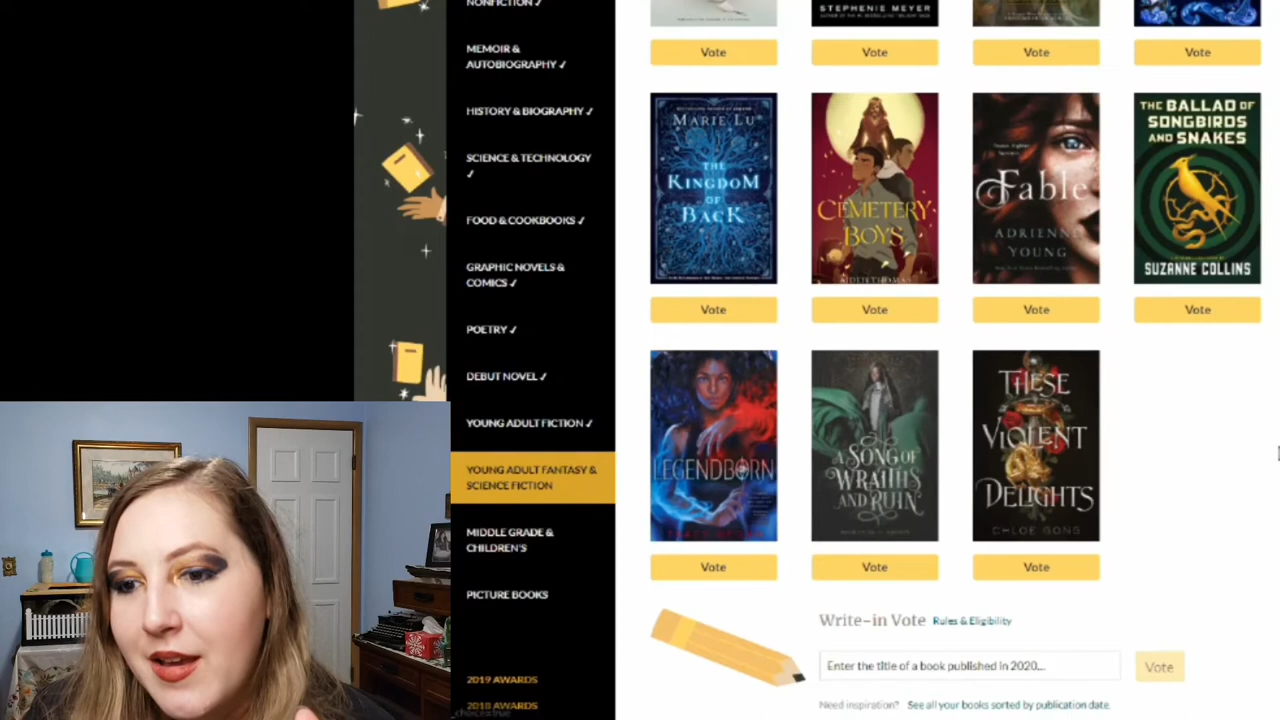 NONFICTION ✓
MEMOIR &
AUTOBIOGRAPHY ✓
HISTORY & BIOGRAPHY ✓
SCIENCE & TECHNOLOGY
✓
FOOD & COOKBOOKS ✓
GRAPHIC NOVELS &
COMICS ✓
POETRY ✓
DEBUT NOVEL ✓
YOUNG ADULT FICTION ✓
YOUNG ADULT FANTASY &
SCIENCE FICTION
MIDDLE GRADE &
CHILDREN'S
PICTURE BOOKS
2019 AWARDS
2018 AWARDS
STEPHENIE MEYER
Vote
Vote
Vote
Vote
MARIE LU
THE
KINGDOM
OF
BACK
CEMETERY
BOYS
AIDEN THOMAS
Fable
ADRIENNE
YOUNG
THE BALLAD OF
SONGBIRDS
AND SNAKES
SUZANNE COLLINS
Vote
Vote
Vote
Vote
LEGENDBORN
A SONG OF
WRAITHS
AND RUIN
THESE
VIOLENT
DELIGHTS
CHLOE GONG
Vote
Vote
Vote
Write-in Vote Rules & Eligibility
Enter the title of a book published in 2020... Vote
Need inspiration? See all your books sorted by publication date.